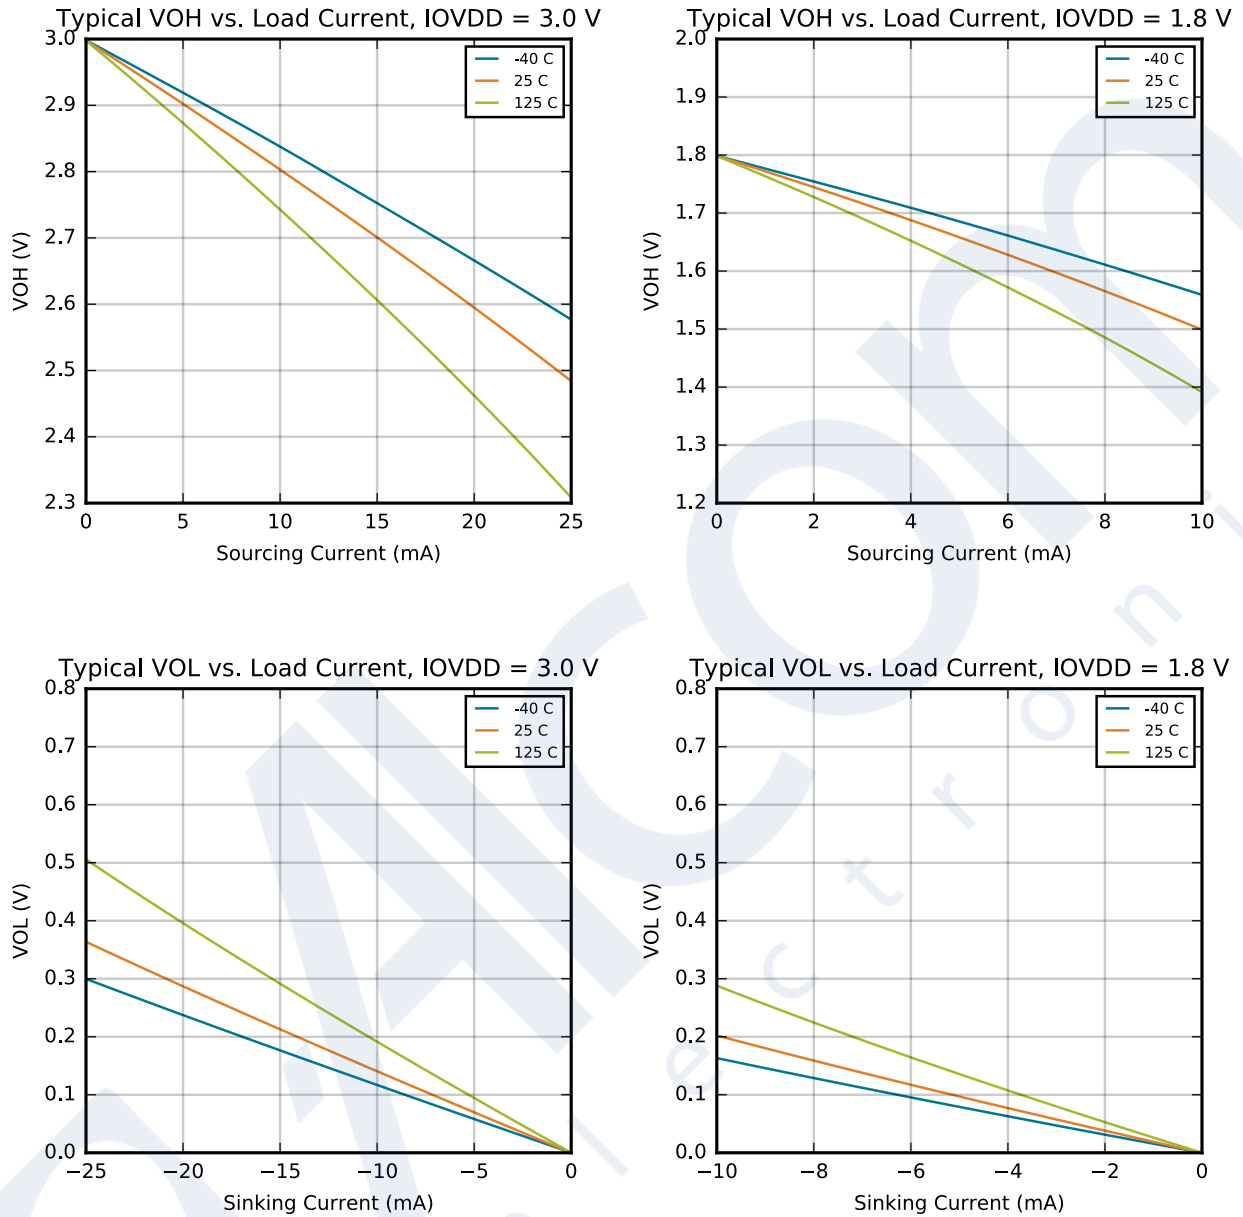 Typical VOH vs. Load Current, IOVDD = 3.0 V
3.0
2.9
2.8
2.7
2.6
2.5
2.4
2.3
VOH (V)
-40 C
25 C
125 C
0 5 10 15 20 25
Sourcing Current (mA)
Typical VOH vs. Load Current, IOVDD = 1.8 V
2.0
1.9
1.8
1.7
1.6
1.5
1.4
1.3
1.2
VOH (V)
-40 C
25 C
125 C
0 2 4 6 8 10
Sourcing Current (mA)
Typical VOL vs. Load Current, IOVDD = 3.0 V
0.8
0.7
0.6
0.5
0.4
0.3
0.2
0.1
0.0
VOL (V)
-40 C
25 C
125 C
−25 −20 −15 −10 −5 0
Sinking Current (mA)
Typical VOL vs. Load Current, IOVDD = 1.8 V
0.8
0.7
0.6
0.5
0.4
0.3
0.2
0.1
0.0
VOL (V)
-40 C
25 C
125 C
−10 −8 −6 −4 −2 0
Sinking Current (mA)